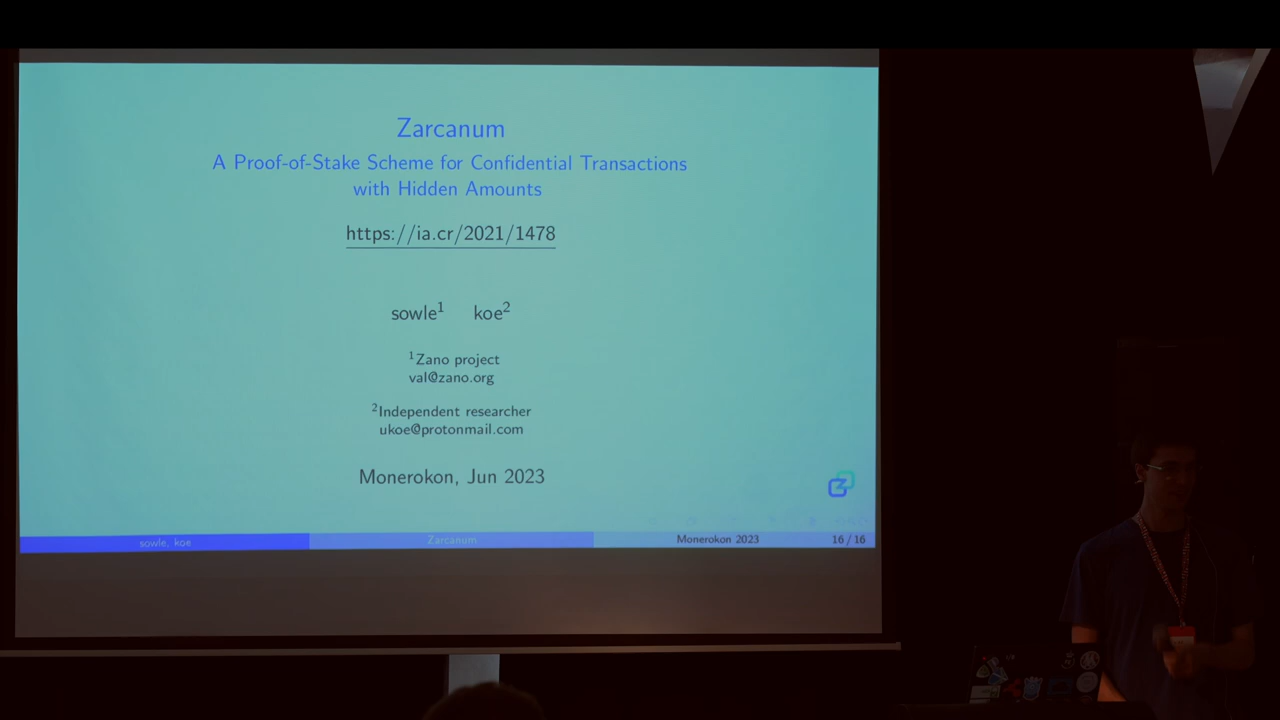 Zarcanum
A Proof-of-Stake Scheme for Confidential Transactions
with Hidden Amounts
https://ia.cr/2021/1478
sowle¹ koe²
¹Zano project
val@zano.org
²Independent researcher
ukoe@protonmail.com
Monerokon, Jun 2023
sowle, koe Zarcanum Monerokon 2023 16/16